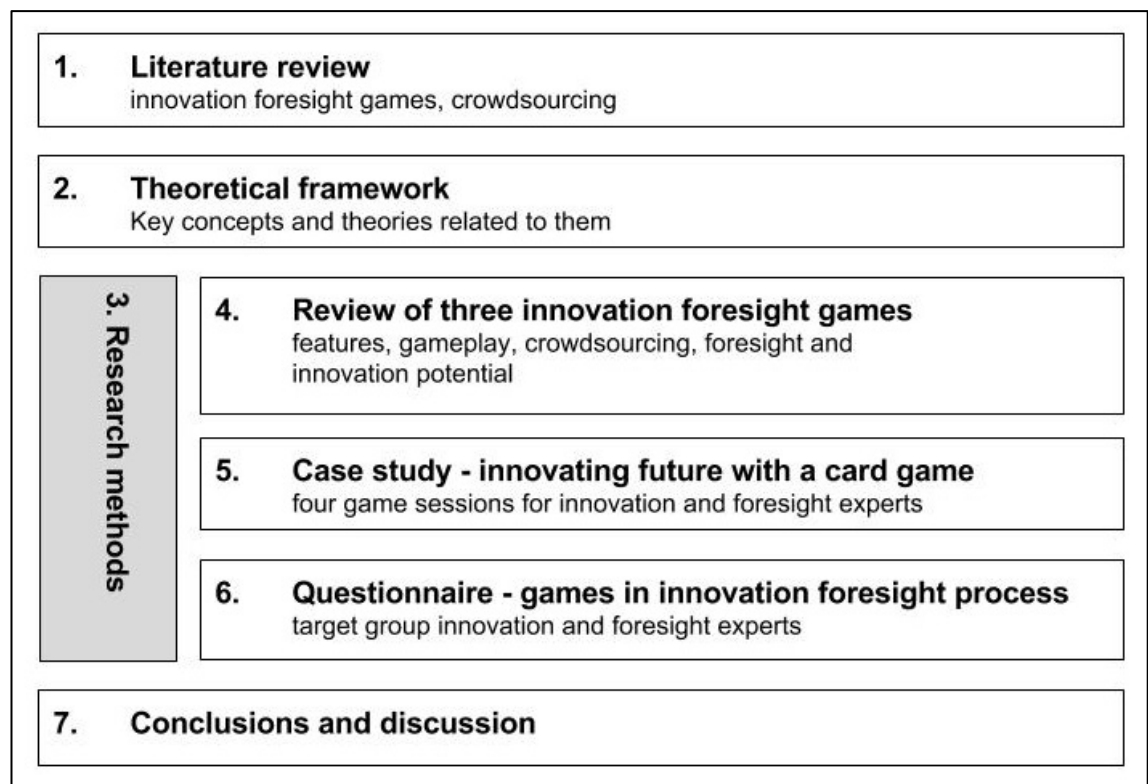 1. Literature review
innovation foresight games, crowdsourcing
2. Theoretical framework
Key concepts and theories related to them
3. Research methods
4. Review of three innovation foresight games
features, gameplay, crowdsourcing, foresight and
innovation potential
5. Case study - innovating future with a card game
four game sessions for innovation and foresight experts
6. Questionnaire - games in innovation foresight process
target group innovation and foresight experts
7. Conclusions and discussion